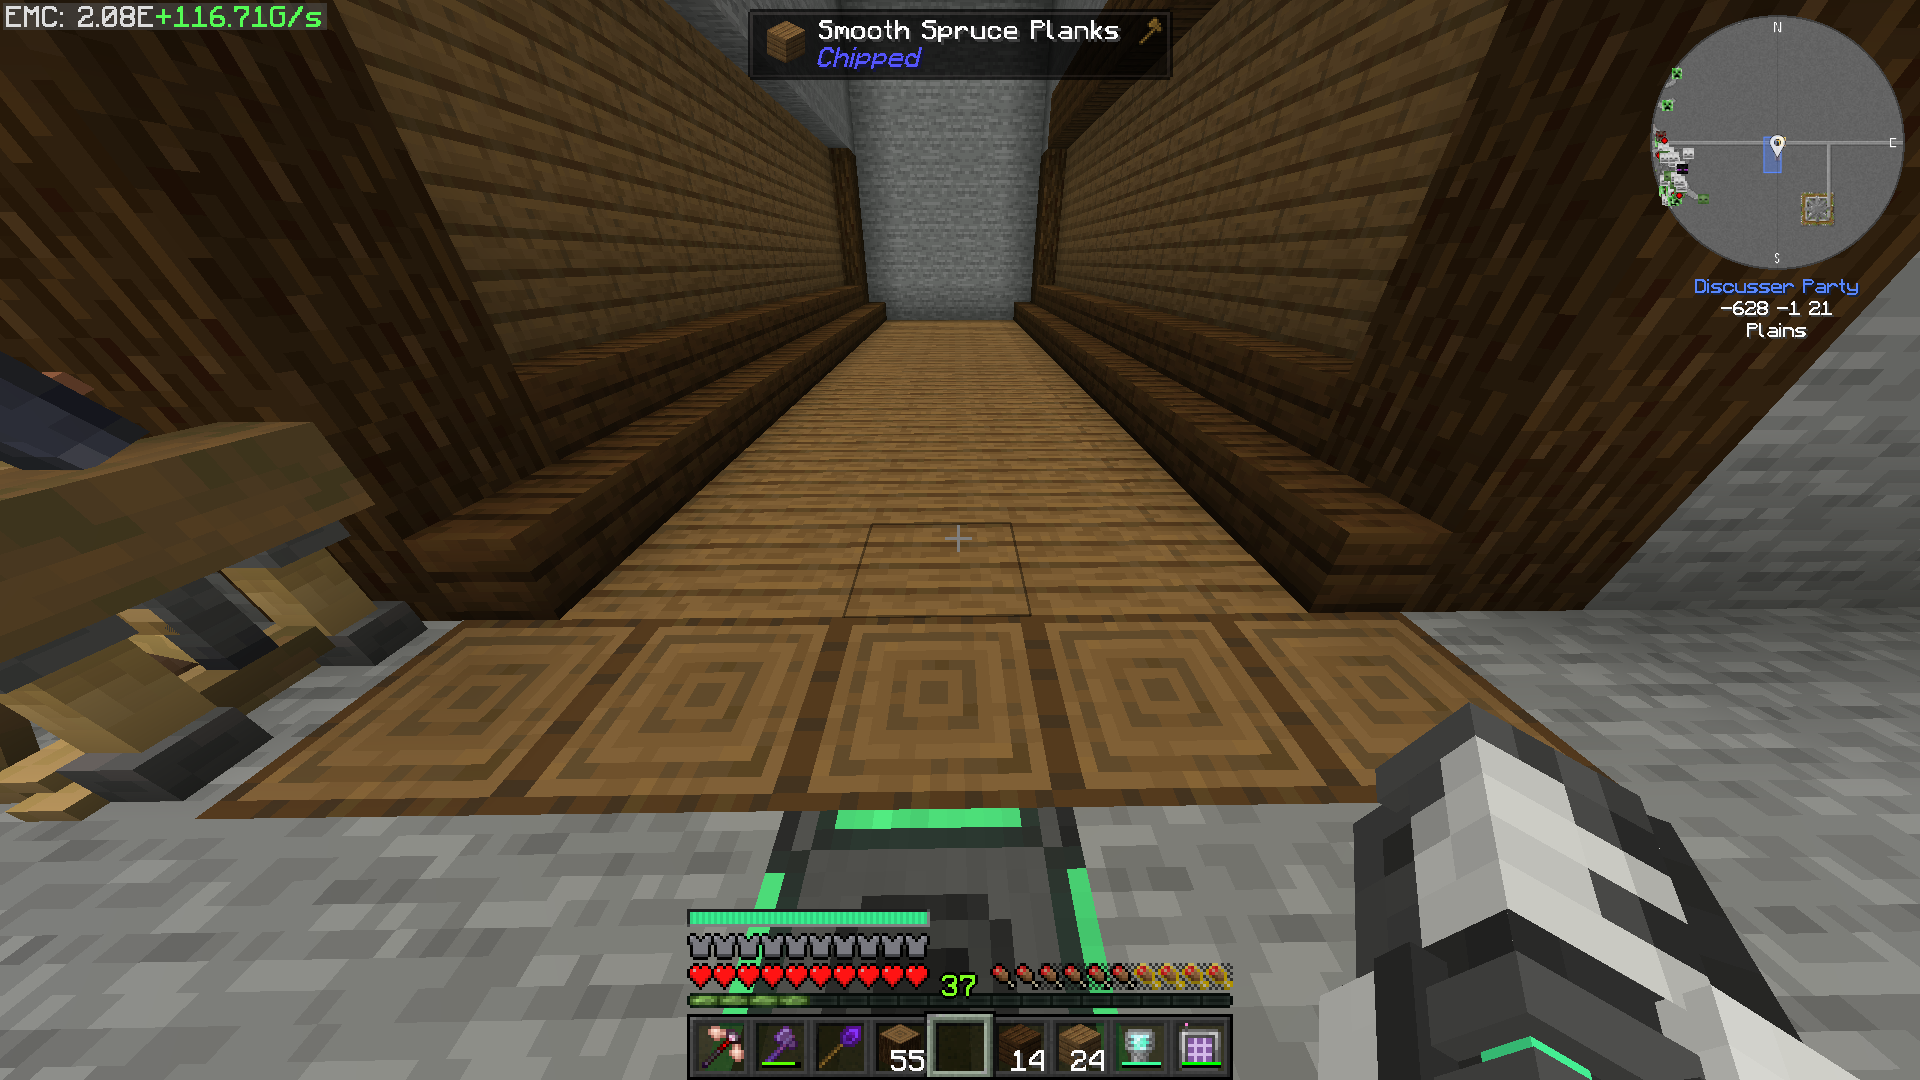 EMC: 2.08E+116.71G/s
Smooth Spruce Planks
Chipped
N
E
S
Discusser Party
-628 -1 21
Plains
37
55
14
24